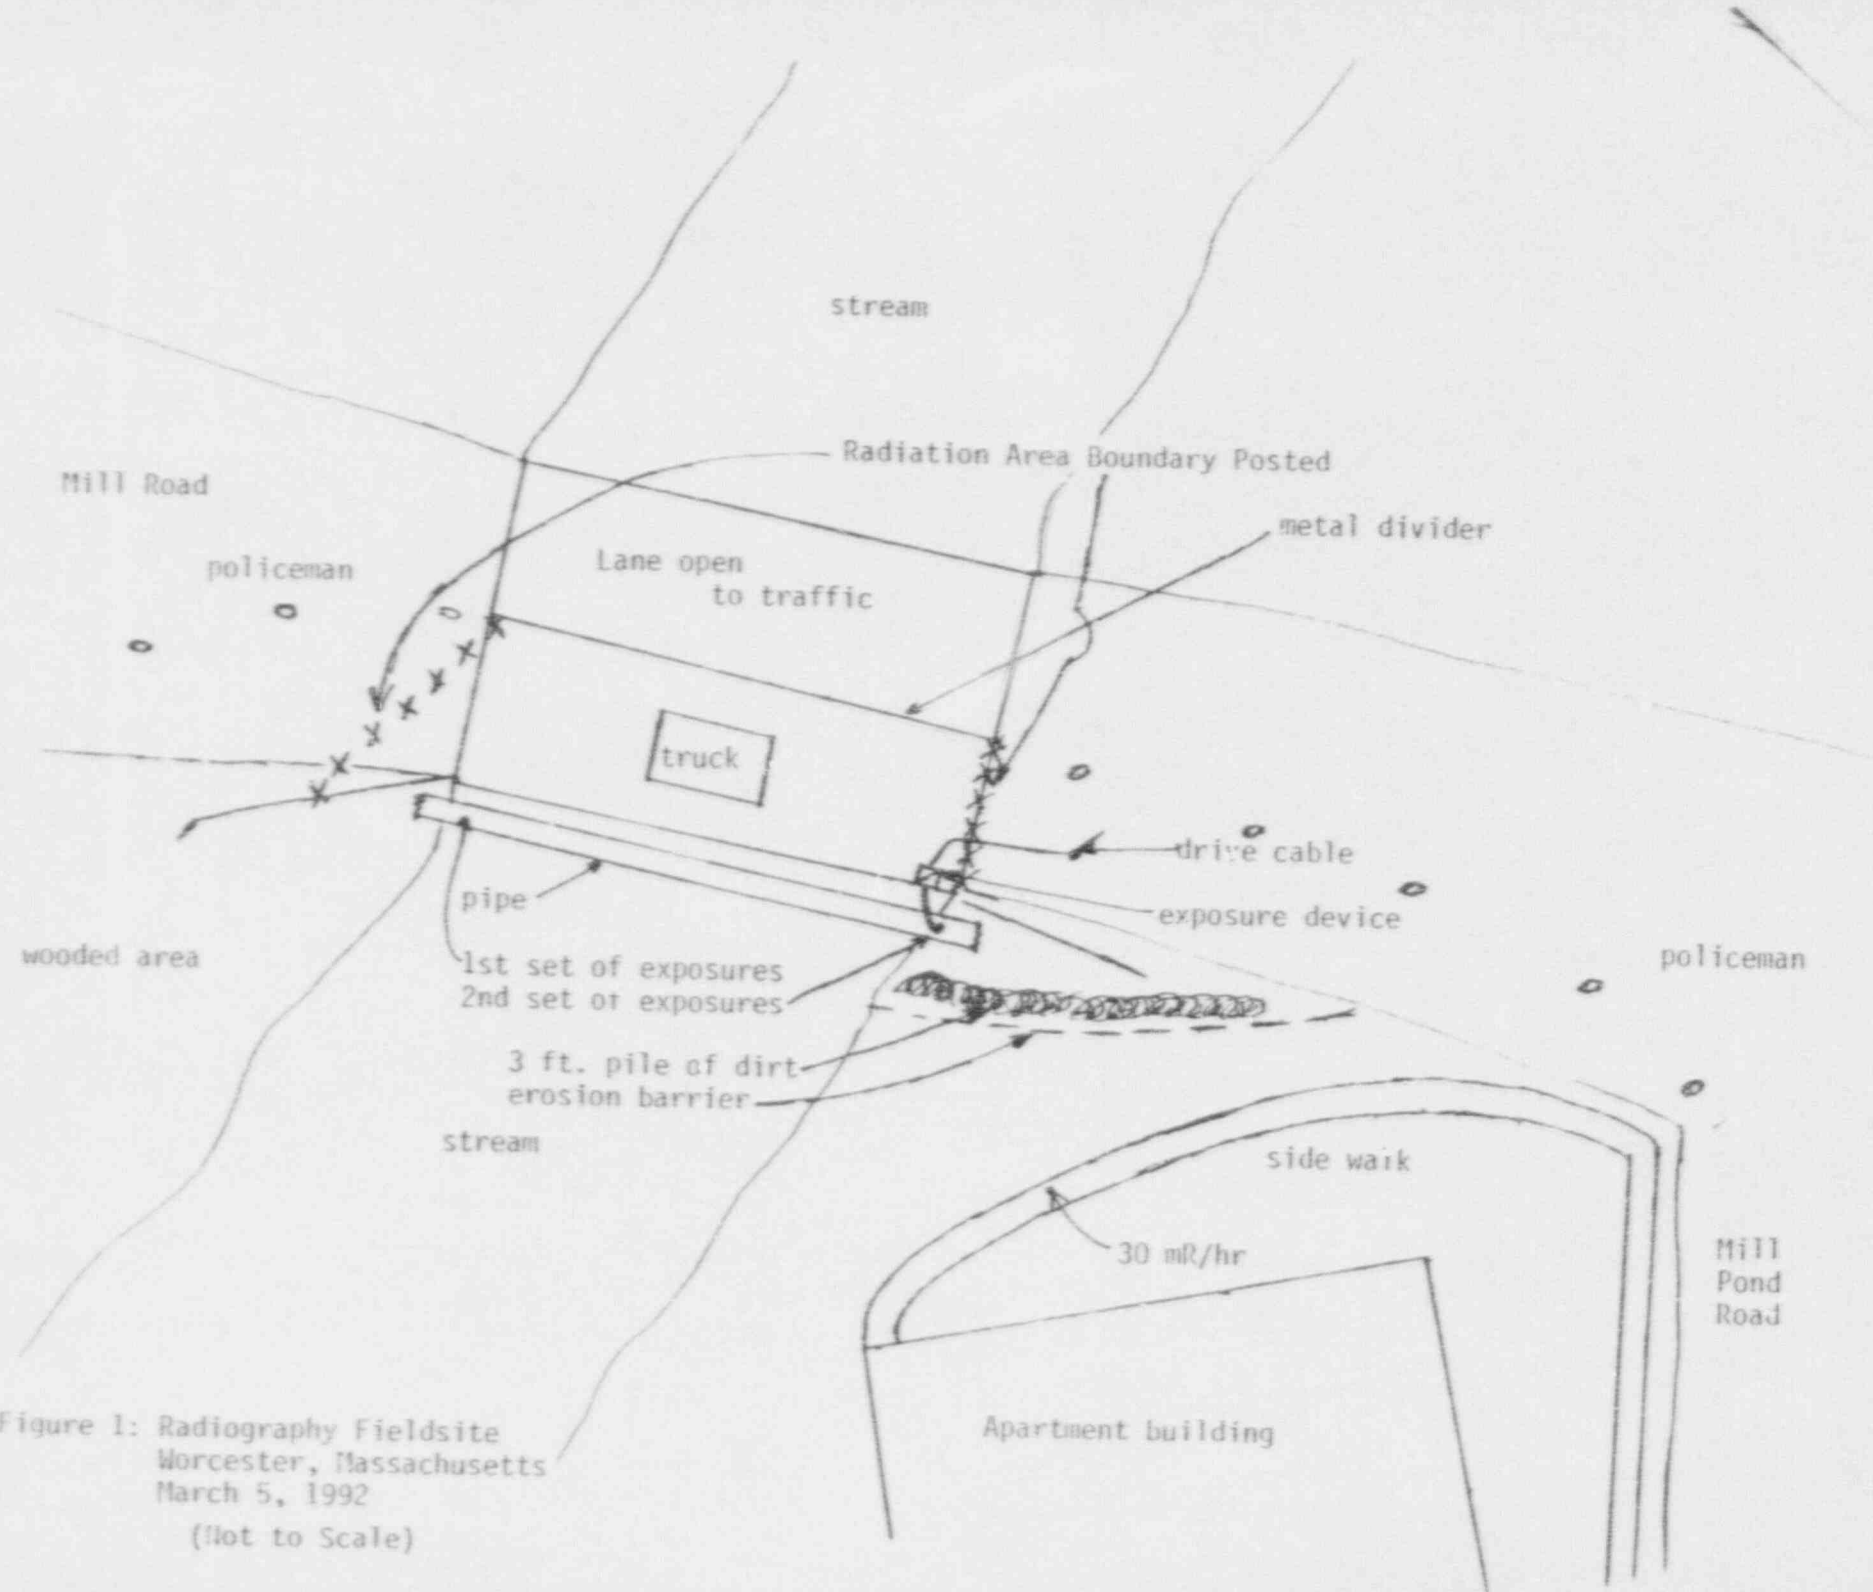 stream
Radiation Area Boundary Posted
Mill Road
metal divider
policeman
Lane open
to traffic
truck
drive cable
pipe
exposure device
wooded area
1st set of exposures
2nd set of exposures
policeman
3 ft. pile of dirt
erosion barrier
stream
side walk
30 mR/hr
Mill
Pond
Road
Apartment building
Figure 1: Radiography Fieldsite
Worcester, Massachusetts
March 5, 1992
(Not to Scale)